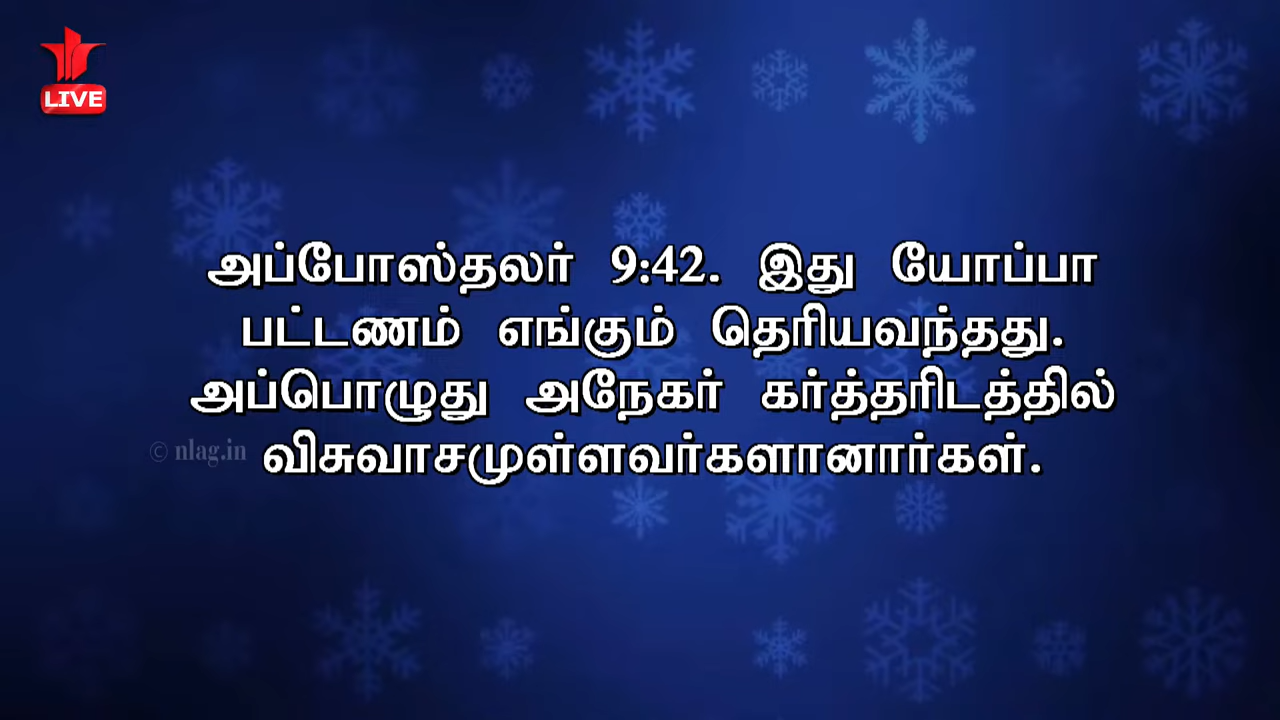 LIVE
அப்போஸ்தலர் 9:42. இது யோப்பா
பட்டணம் எங்கும் தெரியவந்தது.
அப்பொழுது அநேகர் கர்த்தரிடத்தில்
© nlag.in
விசுவாசமுள்ளவர்களானார்கள்.